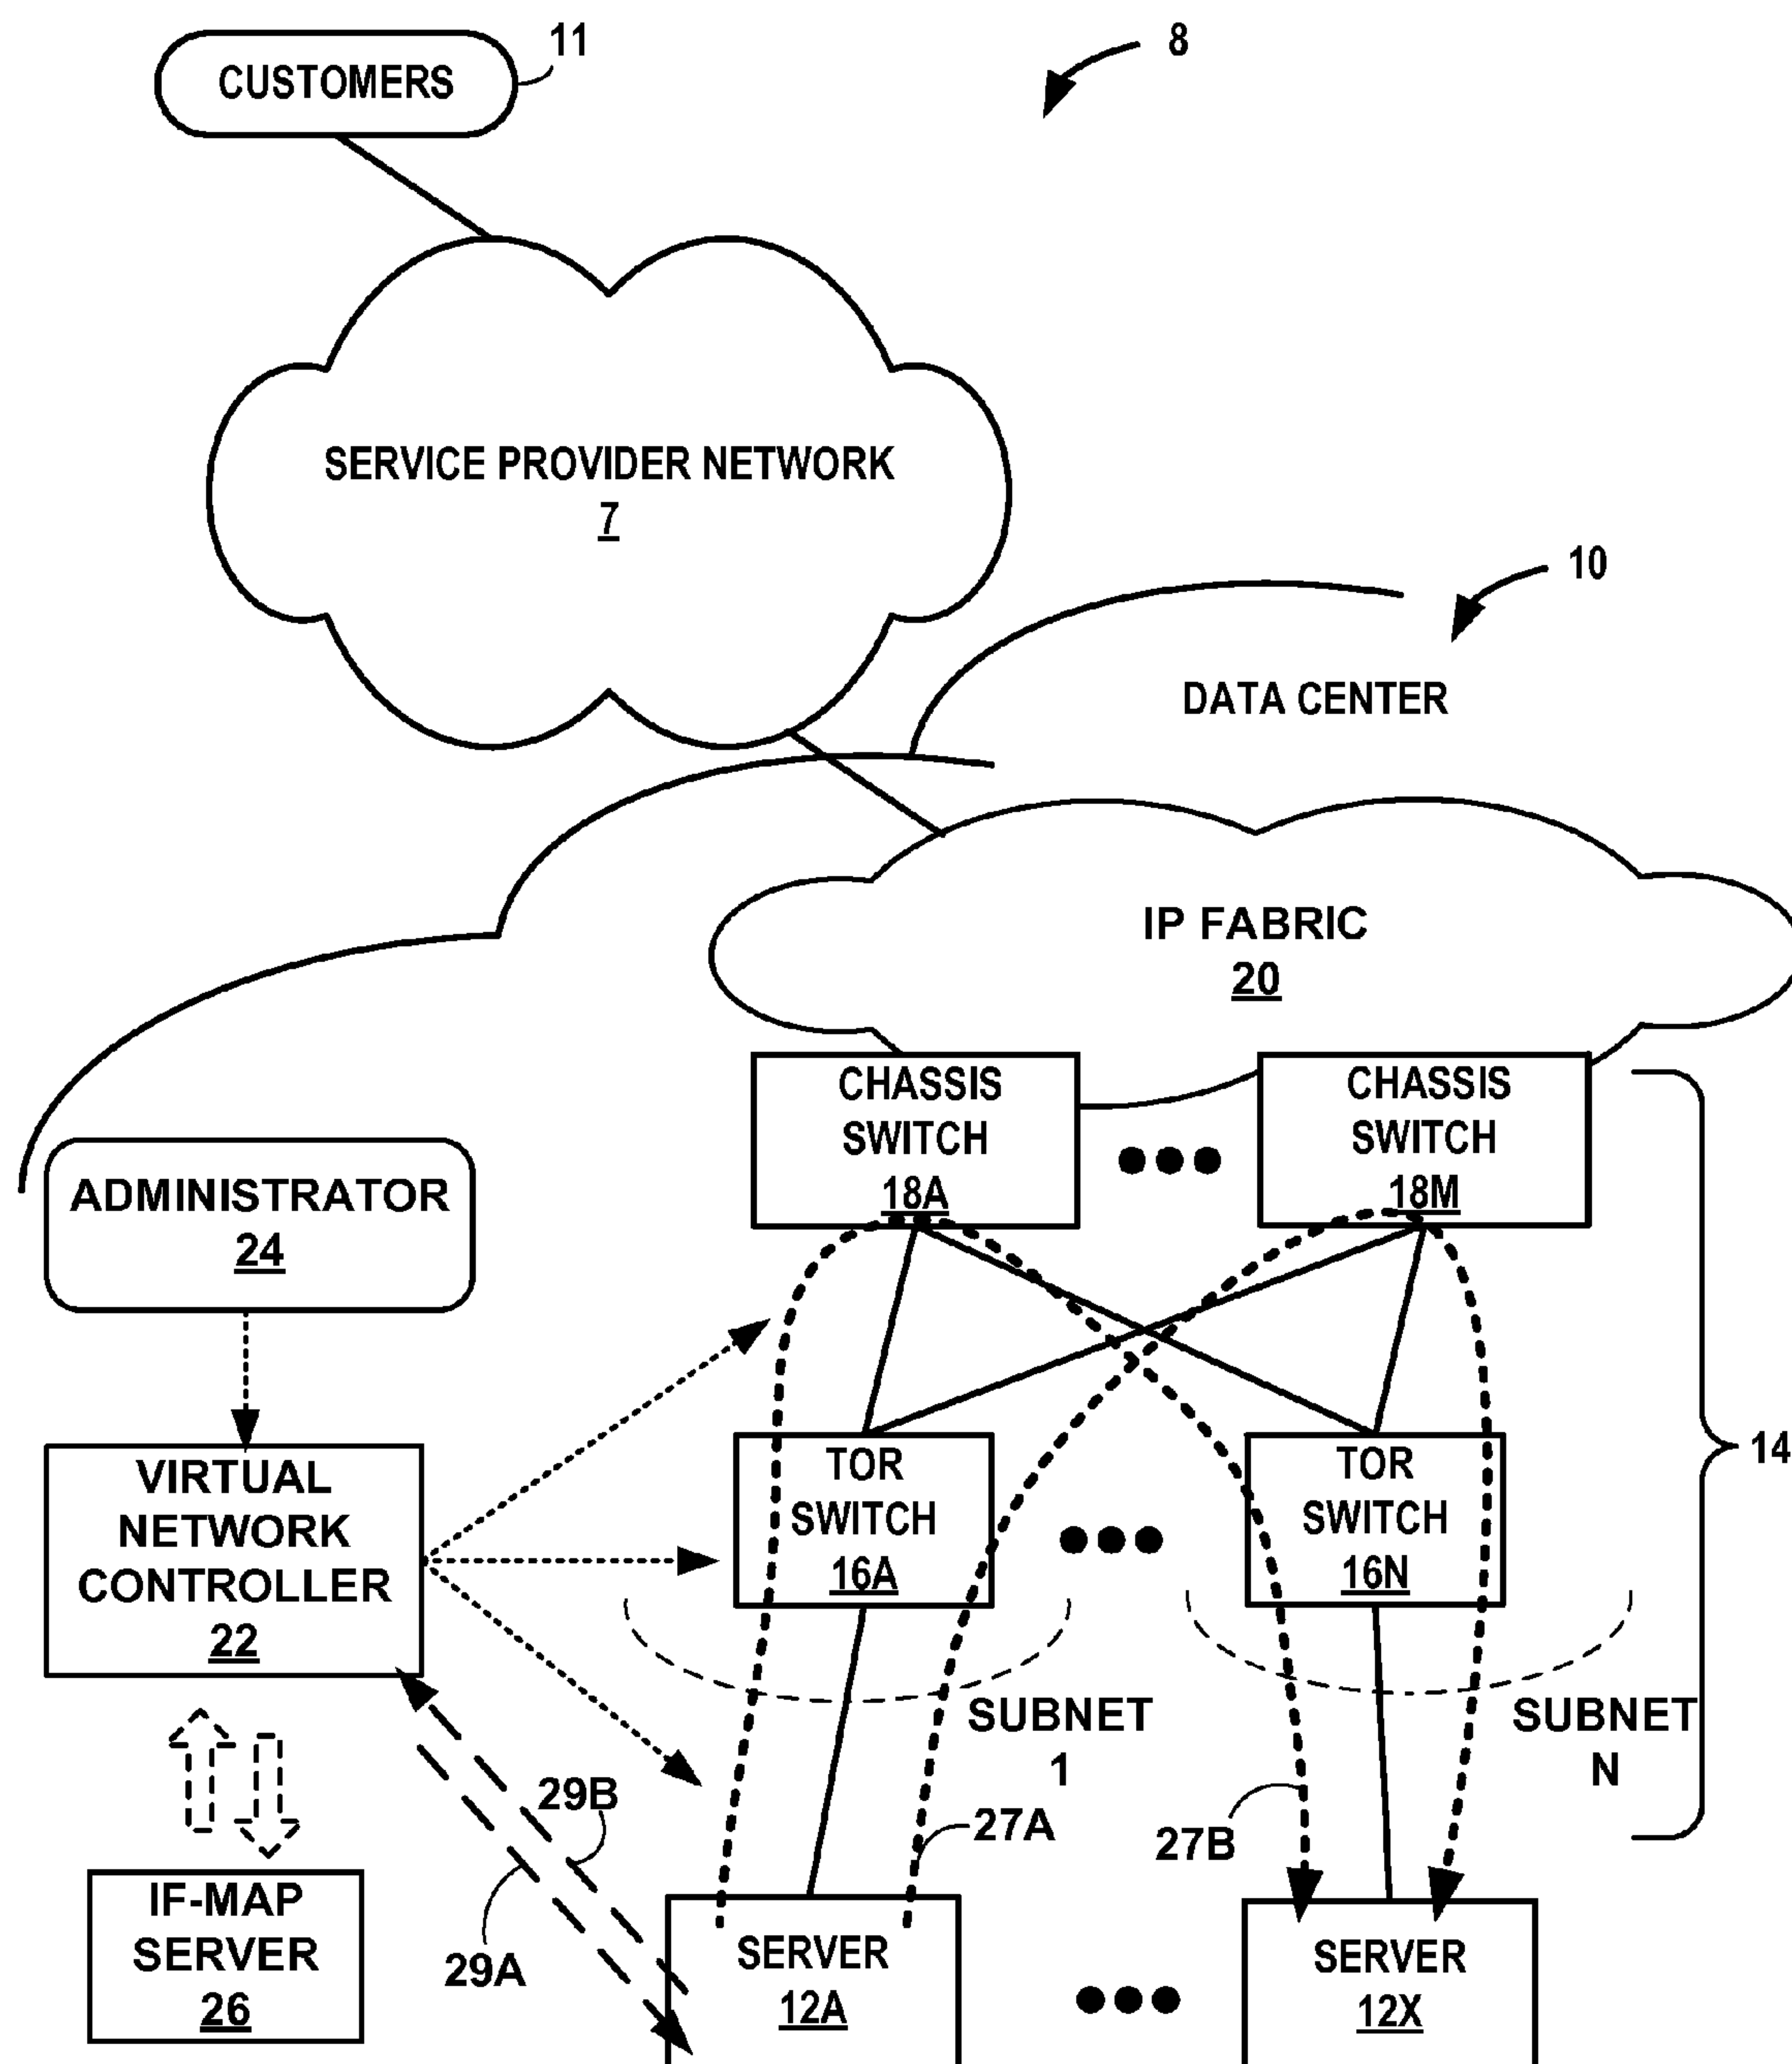 CUSTOMERS
11
8
SERVICE PROVIDER NETWORK
7
10
DATA CENTER
IP FABRIC
20
CHASSIS
SWITCH
18A
CHASSIS
SWITCH
18M
ADMINISTRATOR
24
VIRTUAL
NETWORK
CONTROLLER
22
TOR
SWITCH
16A
TOR
SWITCH
16N
14
SUBNET
1
SUBNET
N
29B
29A
27A
27B
IF-MAP
SERVER
26
SERVER
12A
SERVER
12X